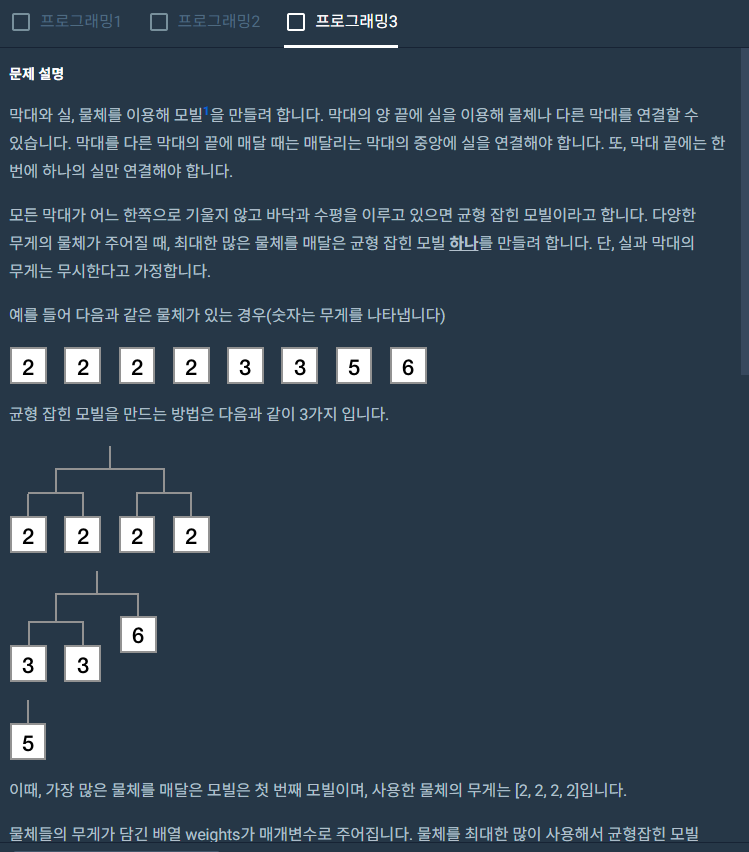 프로그래밍1 프로그래밍2 프로그래밍3
문제 설명
막대와 실, 물체를 이용해 모빌1을 만들려 합니다. 막대의 양 끝에 실을 이용해 물체나 다른 막대를 연결할 수
있습니다. 막대를 다른 막대의 끝에 매달 때는 매달리는 막대의 중앙에 실을 연결해야 합니다. 또, 막대 끝에는 한
번에 하나의 실만 연결해야 합니다.
모든 막대가 어느 한쪽으로 기울지 않고 바닥과 수평을 이루고 있으면 균형 잡힌 모빌이라고 합니다. 다양한
무게의 물체가 주어질 때, 최대한 많은 물체를 매달은 균형 잡힌 모빌 하나를 만들려 합니다. 단, 실과 막대의
무게는 무시한다고 가정합니다.
예를 들어 다음과 같은 물체가 있는 경우(숫자는 무게를 나타냅니다)
2 2 2 2 3 3 5 6
균형 잡힌 모빌을 만드는 방법은 다음과 같이 3가지 입니다.
2 2 2 2
6
3 3
5
이때, 가장 많은 물체를 매달은 모빌은 첫 번째 모빌이며, 사용한 물체의 무게는 [2, 2, 2, 2]입니다.
물체들의 무게가 담긴 배열 weights가 매개변수로 주어집니다. 물체를 최대한 많이 사용해서 균형잡힌 모빌